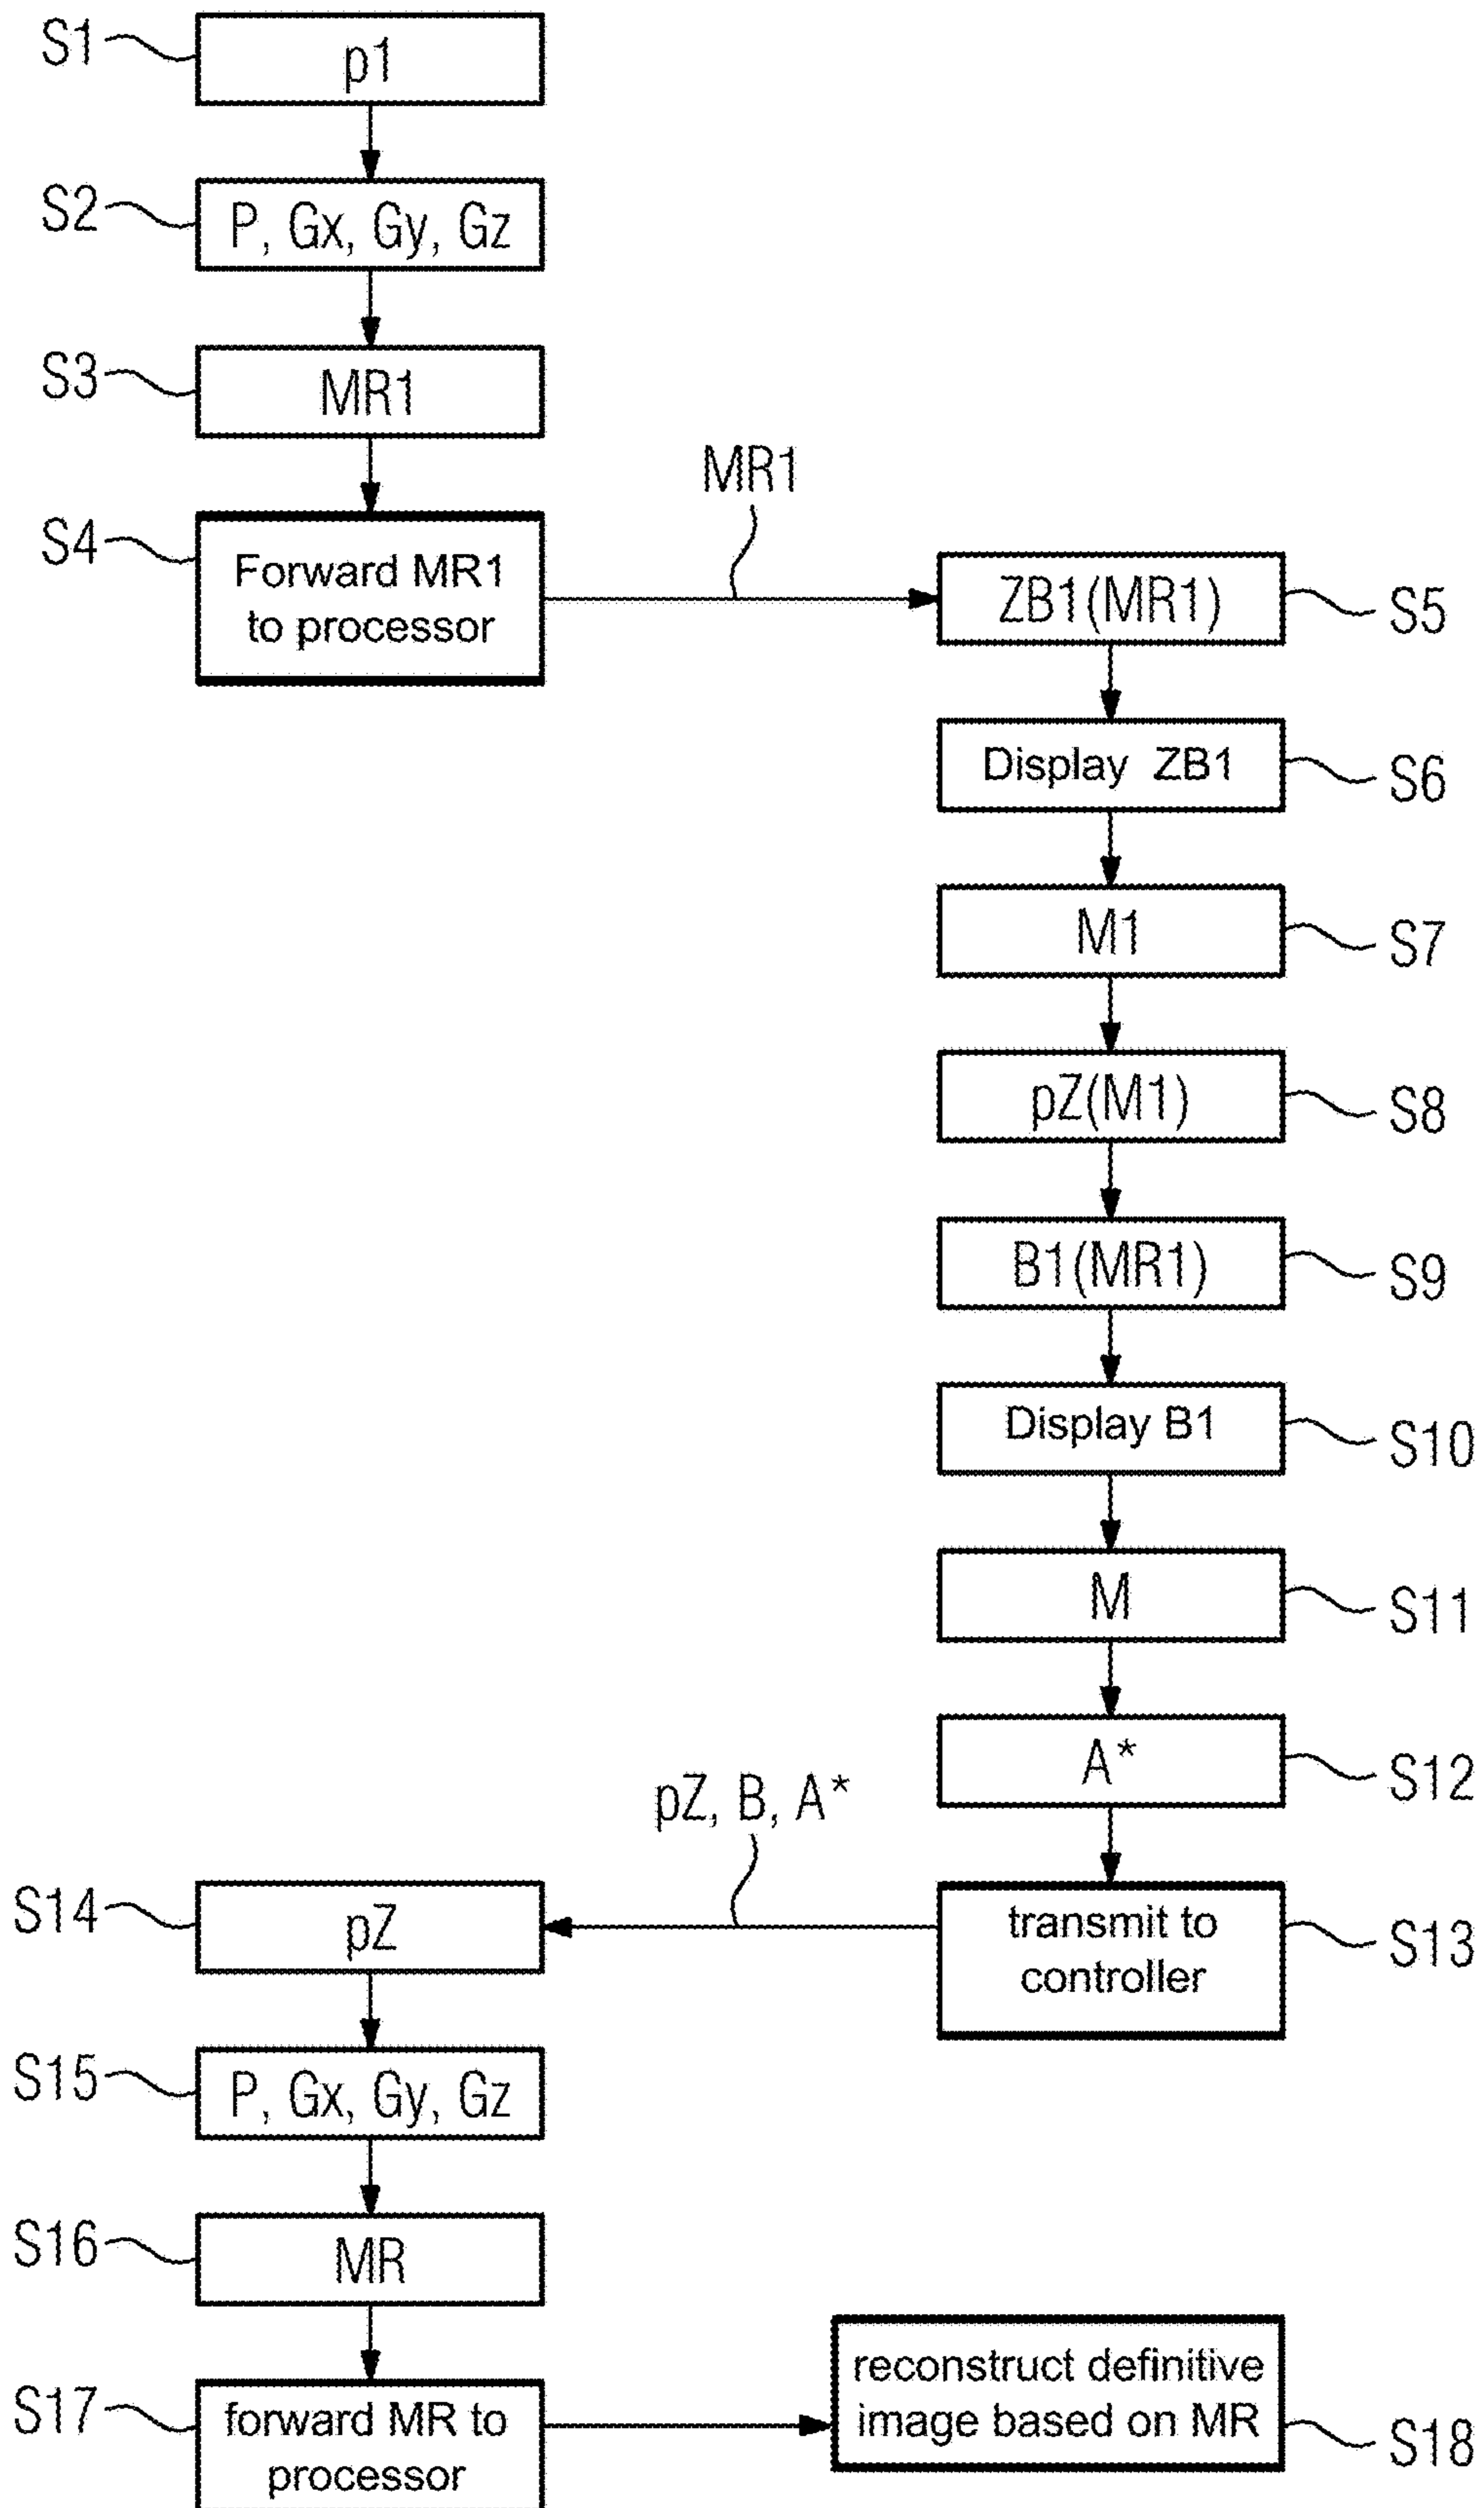 S1
p1
S2
P, Gx, Gy, Gz
S3
MR1
S4
Forward MR1
to processor
MR1
ZB1(MR1)
S5
Display ZB1
S6
M1
S7
pZ(M1)
S8
B1(MR1)
S9
Display B1
S10
M
S11
A*
S12
pZ, B, A*
transmit to
controller
S13
S14
pZ
S15
P, Gx, Gy, Gz
S16
MR
S17
forward MR to
processor
reconstruct definitive
image based on MR
S18